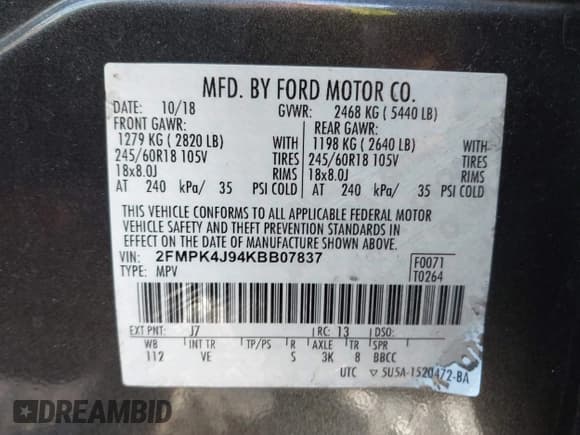 MFD. BY FORD MOTOR CO.
DATE: 10/18 GVWR: 2468 KG ( 5440 LB)
FRONT GAWR: REAR GAWR:
1279 KG ( 2820 LB) WITH 1198 KG ( 2640 LB) WITH
245/60R18 105V TIRES 245/60R18 105V TIRES
18x8.0J RIMS 18x8.0J RIMS
AT 240 kPa/ 35 PSI COLD AT 240 kPa/ 35 PSI COLD
THIS VEHICLE CONFORMS TO ALL APPLICABLE FEDERAL MOTOR
VEHICLE SAFETY AND THEFT PREVENTION STANDARDS IN
EFFECT ON THE DATE OF MANUFACTURE SHOWN ABOVE.
VIN: 2FMPK4J94KBB07837 F0071
TYPE: MPV T0264
EXT PNT: J7 RC: 13 DSO:
WB INT TR TP/PS R AXLE TR SPR
112 VE S 3K 8 BBCC
UTC 5U5A-1520472-BA
DREAMBID